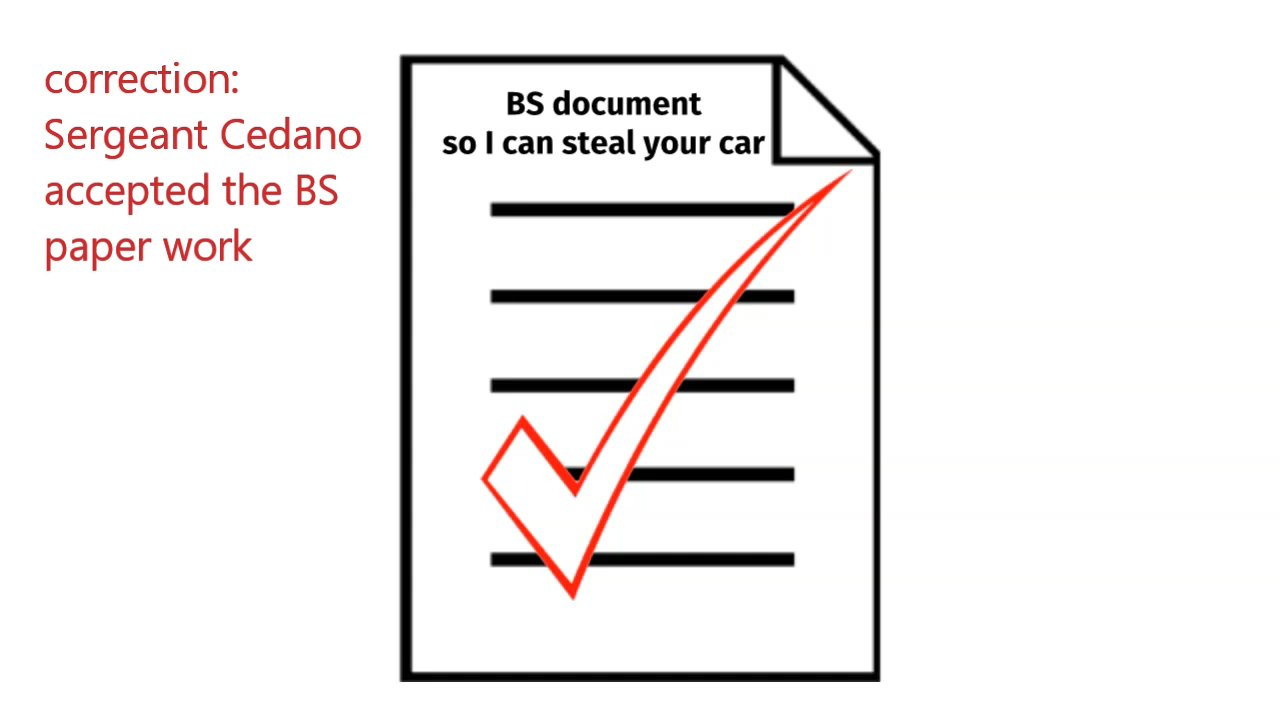 correction:
Sergeant Cedano
accepted the BS
paper work
BS document
so I can steal your car